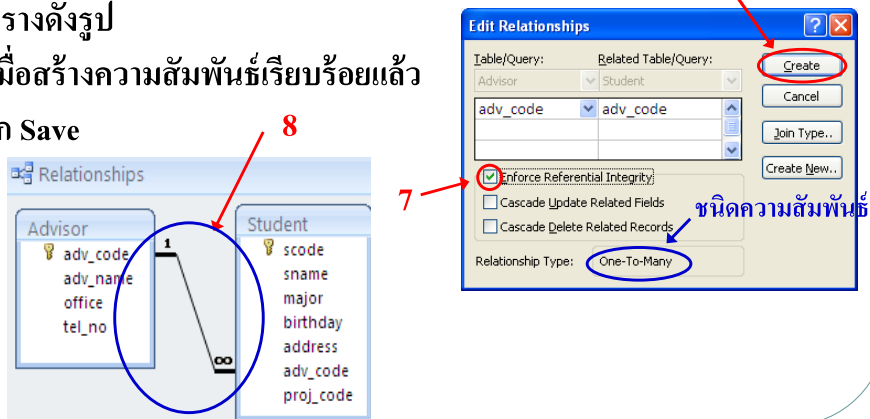 รางดังรูป
มื่อสร้างความสัมพันธ์เรียบร้อยแล้ว
Save
8
Relationships
Advisor
adv_code
adv_name
office
tel_no
1
∞
Student
scode
sname
major
birthday
address
adv_code
proj_code
Edit Relationships
Table/Query:
Related Table/Query:
Advisor
Student
adv_code
adv_code
Create
Cancel
Join Type..
Create New..
7
Enforce Referential Integrity
Cascade Update Related Fields
Cascade Delete Related Records
ชนิดความสัมพันธ์
Relationship Type:
One-To-Many